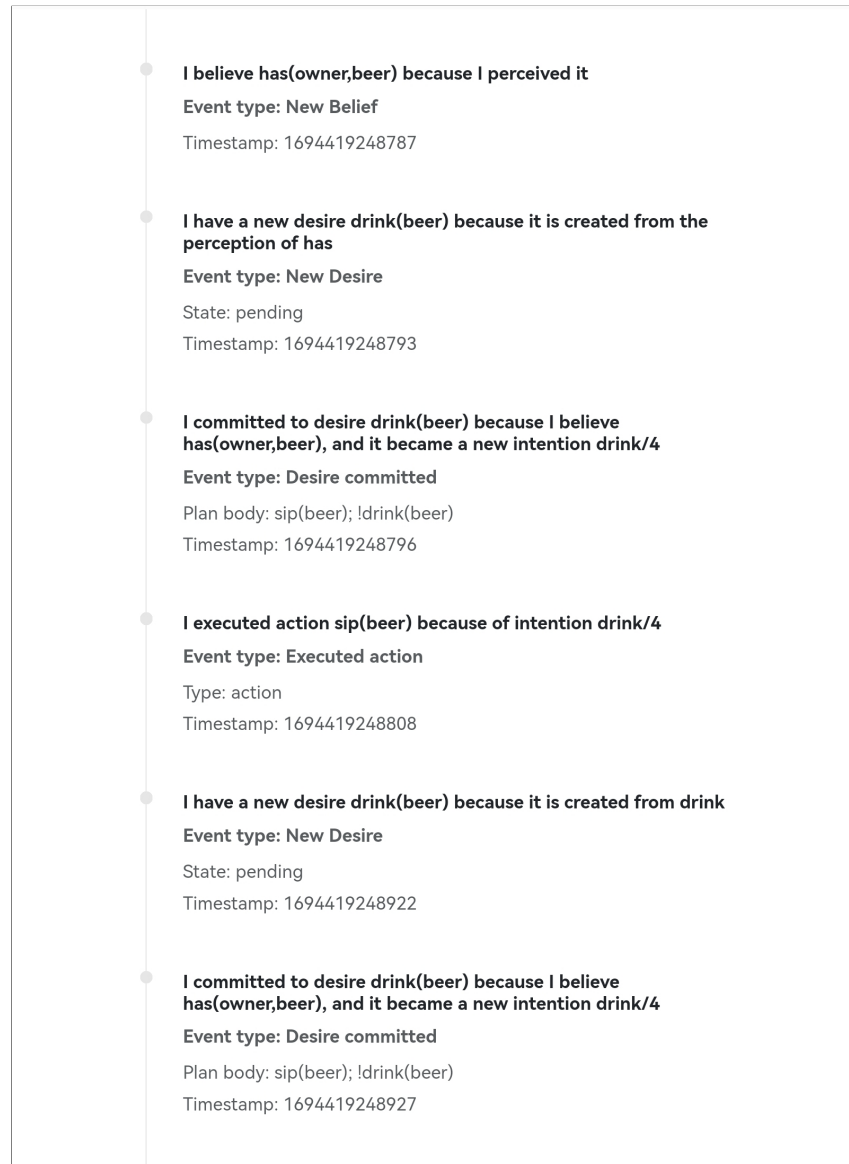 I believe has(owner,beer) because I perceived it
Event type: New Belief
Timestamp: 1694419248787
I have a new desire drink(beer) because it is created from the
perception of has
Event type: New Desire
State: pending
Timestamp: 1694419248793
I committed to desire drink(beer) because I believe
has(owner,beer), and it became a new intention drink/4
Event type: Desire committed
Plan body: sip(beer); !drink(beer)
Timestamp: 1694419248796
I executed action sip(beer) because of intention drink/4
Event type: Executed action
Type: action
Timestamp: 1694419248808
I have a new desire drink(beer) because it is created from drink
Event type: New Desire
State: pending
Timestamp: 1694419248922
I committed to desire drink(beer) because I believe
has(owner,beer), and it became a new intention drink/4
Event type: Desire committed
Plan body: sip(beer); !drink(beer)
Timestamp: 1694419248927